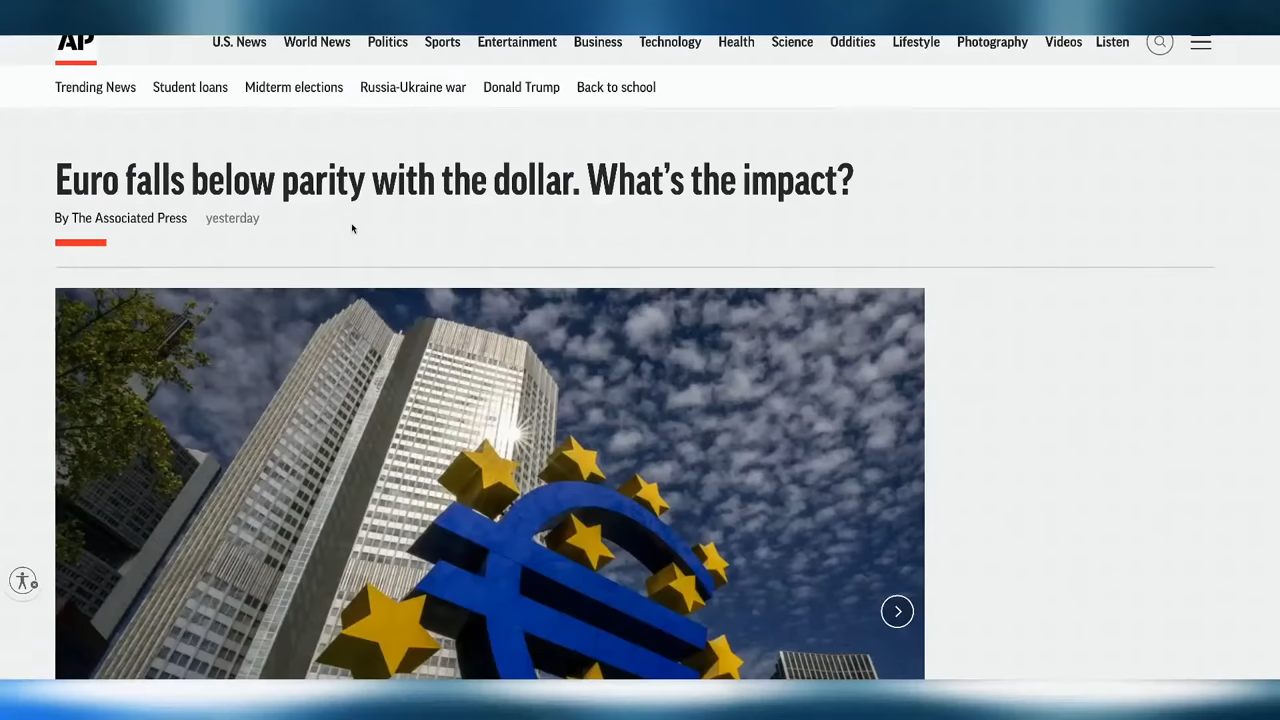 AP
U.S. News World News Politics Sports Entertainment Business Technology Health Science Oddities Lifestyle Photography Videos Listen
Trending News Student loans Midterm elections Russia-Ukraine war Donald Trump Back to school
Euro falls below parity with the dollar. What’s the impact?
By The Associated Press yesterday